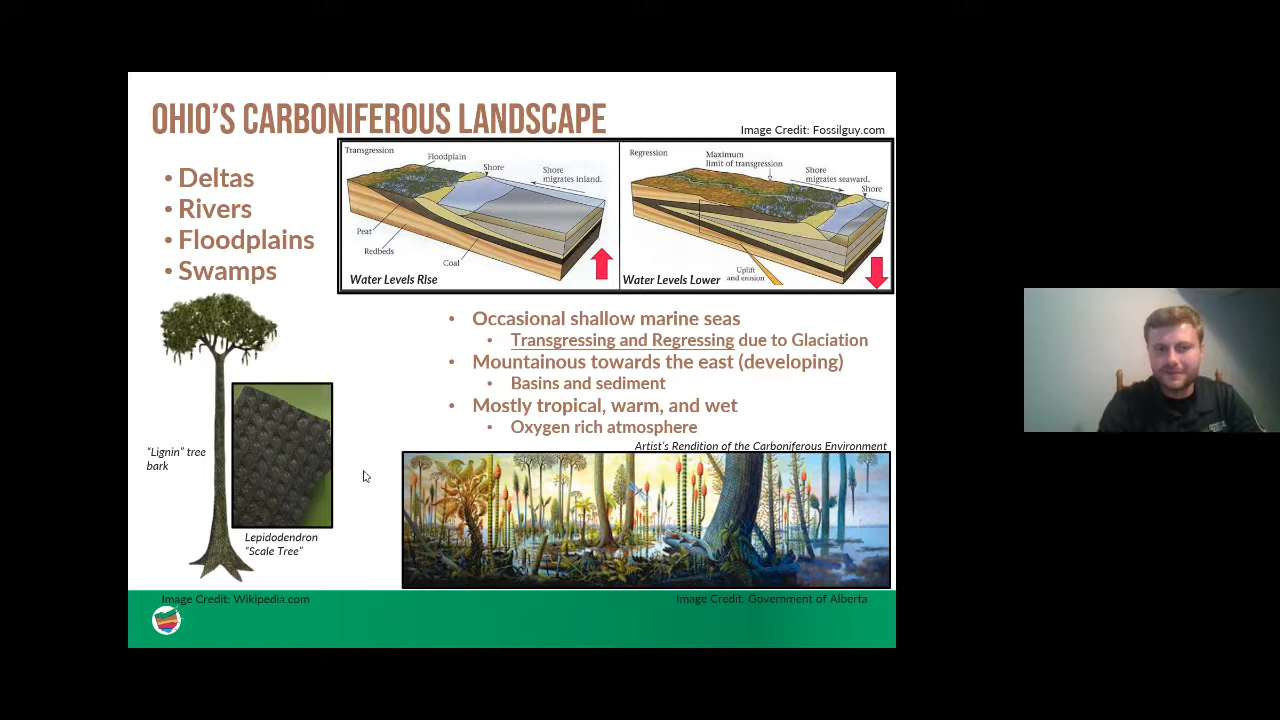 OHIO'S CARBONIFEROUS LANDSCAPE
Image Credit: Fossilguy.com
• Deltas
• Rivers
• Floodplains
• Swamps
Transgression
Floodplain
Shore
Shore
migrates inland.
Peat
Redbeds
Coal
Water Levels Rise
Regression
Maximum
limit of transgression
Shore
migrates seaward.
Shore
Uplift
and erosion
Water Levels Lower
• Occasional shallow marine seas
• Transgressing and Regressing due to Glaciation
• Mountainous towards the east (developing)
• Basins and sediment
• Mostly tropical, warm, and wet
• Oxygen rich atmosphere
Artist's Rendition of the Carboniferous Environment
"Lignin" tree
bark
Lepidodendron
"Scale Tree"
Image Credit: Wikipedia.com
Image Credit: Government of Alberta